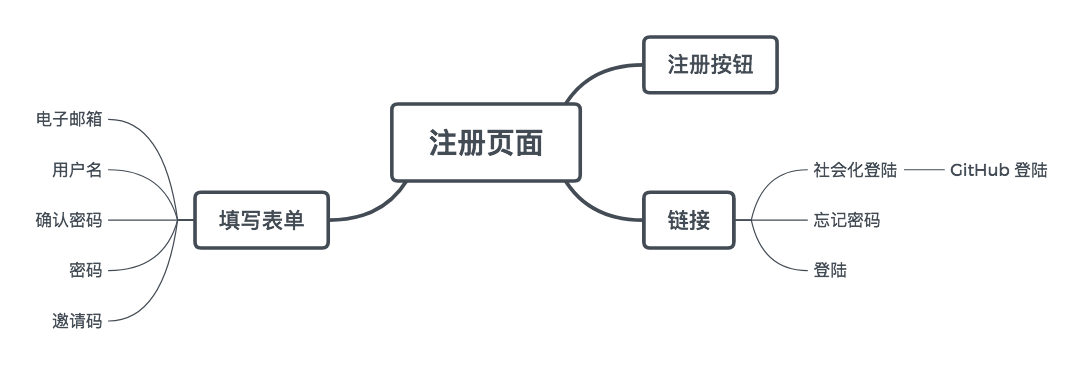 注册页面
注册按钮
链接
社会化登陆
GitHub 登陆
忘记密码
登陆
填写表单
电子邮箱
用户名
确认密码
密码
邀请码